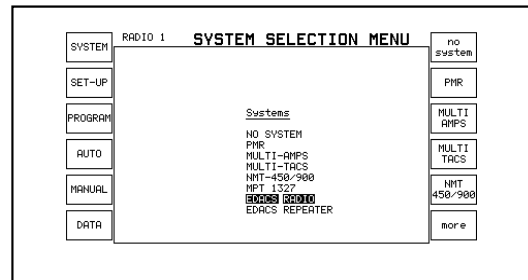 RADIO 1 SYSTEM SELECTION MENU
SYSTEM
SET-UP
PROGRAM
AUTO
MANUAL
DATA
Systems
NO SYSTEM
PMR
MULTI-AMPS
MULTI-TACS
NMT-450/900
MPT 1327
EDACS RADIO
EDACS REPEATER
no
system
PMR
MULTI
AMPS
MULTI
TACS
NMT
450/900
more